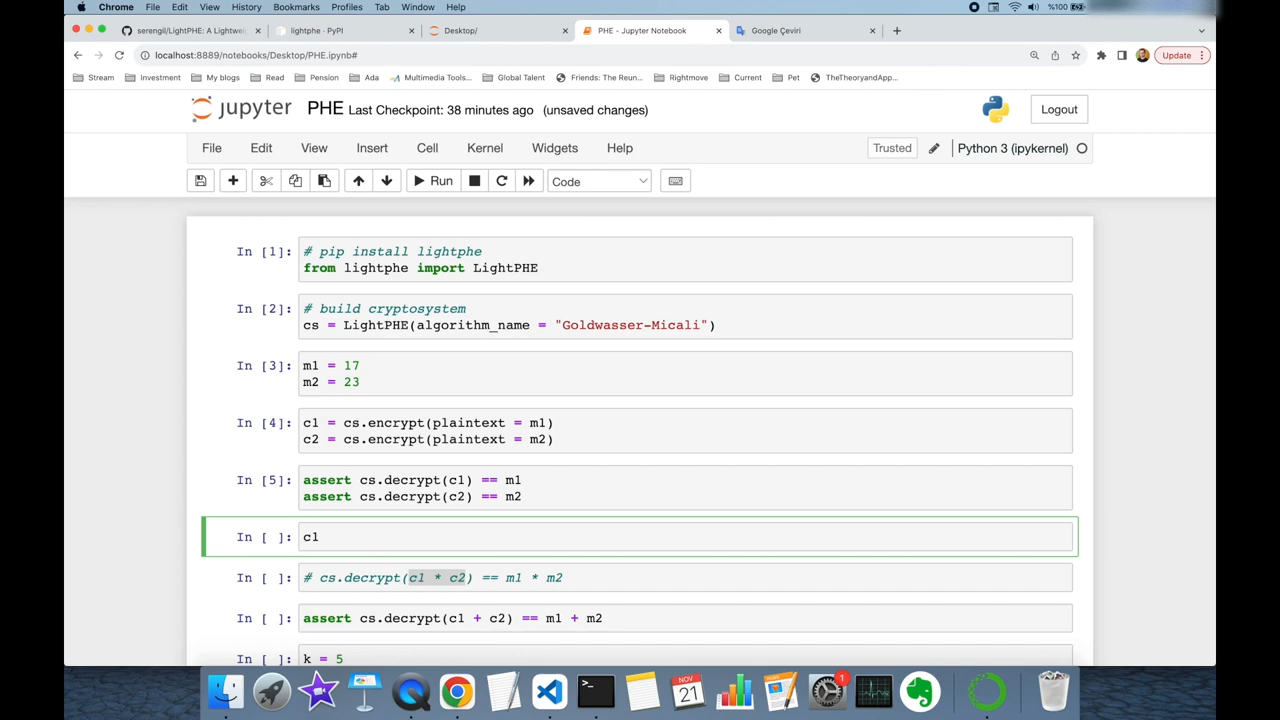 Chrome File Edit View History Bookmarks Profiles Tab Window Help %100
serengil/LightPHE: A Lightwei lightphe · PyPI Desktop/ PHE - Jupyter Notebook Google Çeviri
localhost:8889/notebooks/Desktop/PHE.ipynb# Update
Stream Investment My blogs Read Pension Ada Multimedia Tools... Global Talent Friends: The Reun... Rightmove Current Pet TheTheoryandApp...
jupyter PHE Last Checkpoint: 38 minutes ago (unsaved changes) Logout
File Edit View Insert Cell Kernel Widgets Help Trusted Python 3 (ipykernel)
Run Code
In [1]: # pip install lightphe
from lightphe import LightPHE
In [2]: # build cryptosystem
cs = LightPHE(algorithm_name = "Goldwasser-Micali")
In [3]: m1 = 17
m2 = 23
In [4]: c1 = cs.encrypt(plaintext = m1)
c2 = cs.encrypt(plaintext = m2)
In [5]: assert cs.decrypt(c1) == m1
assert cs.decrypt(c2) == m2
In [ ]: c1
In [ ]: # cs.decrypt(c1 * c2) == m1 * m2
In [ ]: assert cs.decrypt(c1 + c2) == m1 + m2
In [ ]: k = 5
NOV
21
1